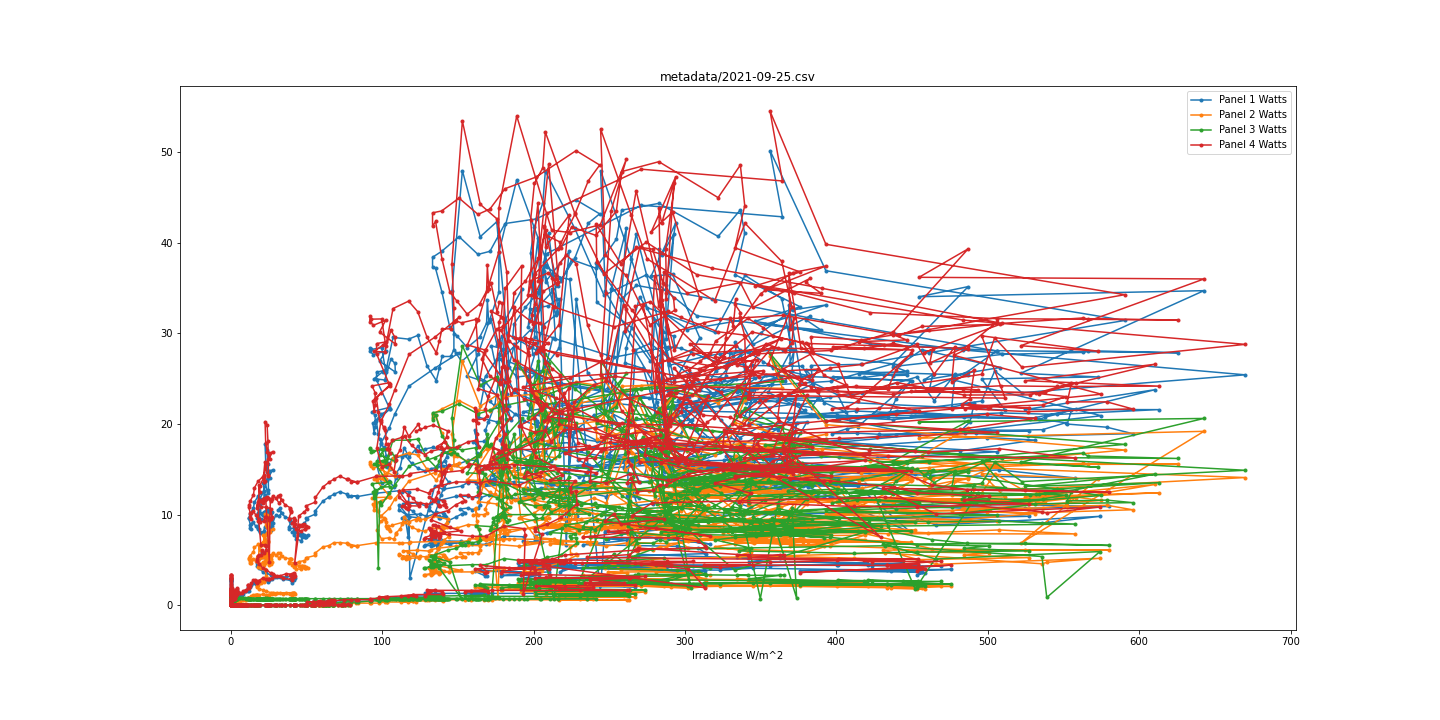 metadata/2021-09-25.csv
Panel 1 Watts
Panel 2 Watts
Panel 3 Watts
Panel 4 Watts
50
40
30
20
10
0
0 100 200 300 400 500 600 700
Irradiance W/m^2